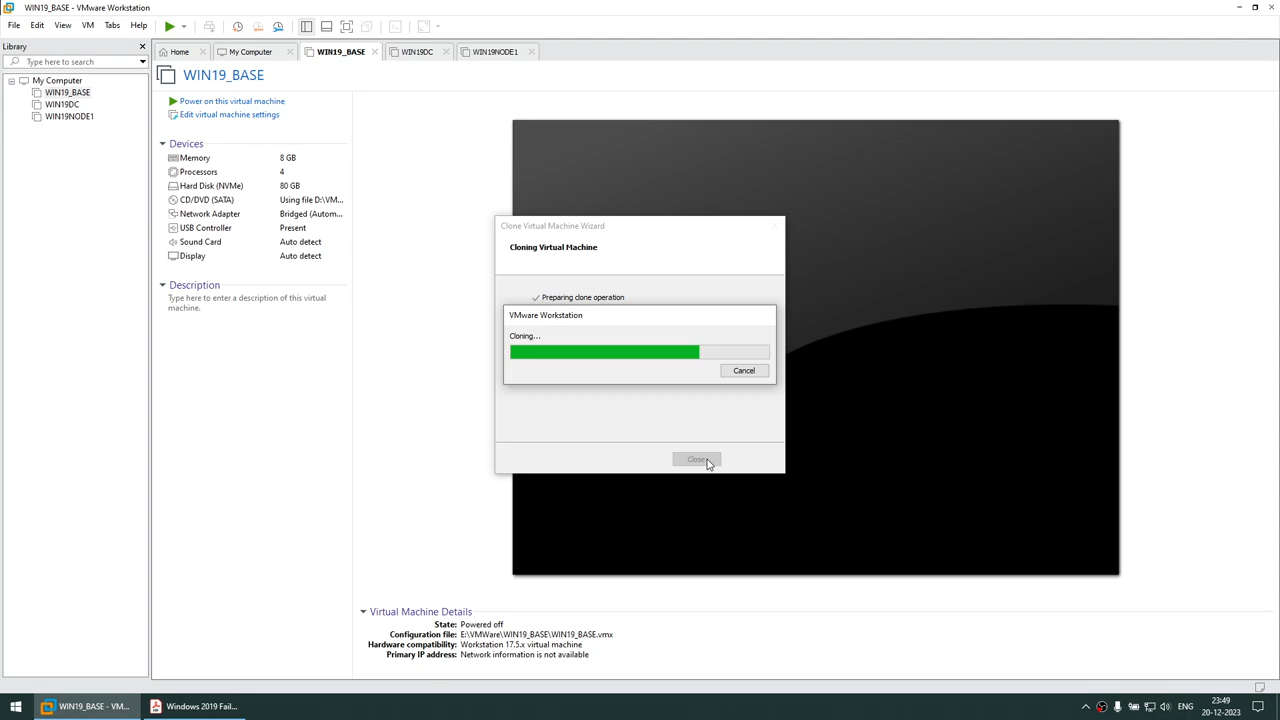 WIN19_BASE - VMware Workstation
File Edit View VM Tabs Help
Library
Type here to search
My Computer
WIN19_BASE
WIN19DC
WIN19NODE1
Home My Computer WIN19_BASE WIN19DC WIN19NODE1
WIN19_BASE
Power on this virtual machine
Edit virtual machine settings
Devices
Memory 8 GB
Processors 4
Hard Disk (NVMe) 80 GB
CD/DVD (SATA) Using file D:\VM...
Network Adapter Bridged (Autom...
USB Controller Present
Sound Card Auto detect
Display Auto detect
Description
Type here to enter a description of this virtual
machine.
Clone Virtual Machine Wizard
Cloning Virtual Machine
Preparing clone operation
VMware Workstation
Cloning...
Cancel
Close
Virtual Machine Details
State: Powered off
Configuration file: E:\VMWare\WIN19_BASE\WIN19_BASE.vmx
Hardware compatibility: Workstation 17.5.x virtual machine
Primary IP address: Network information is not available
WIN19_BASE - VM... Windows 2019 Fail... ENG 23:49
20-12-2023